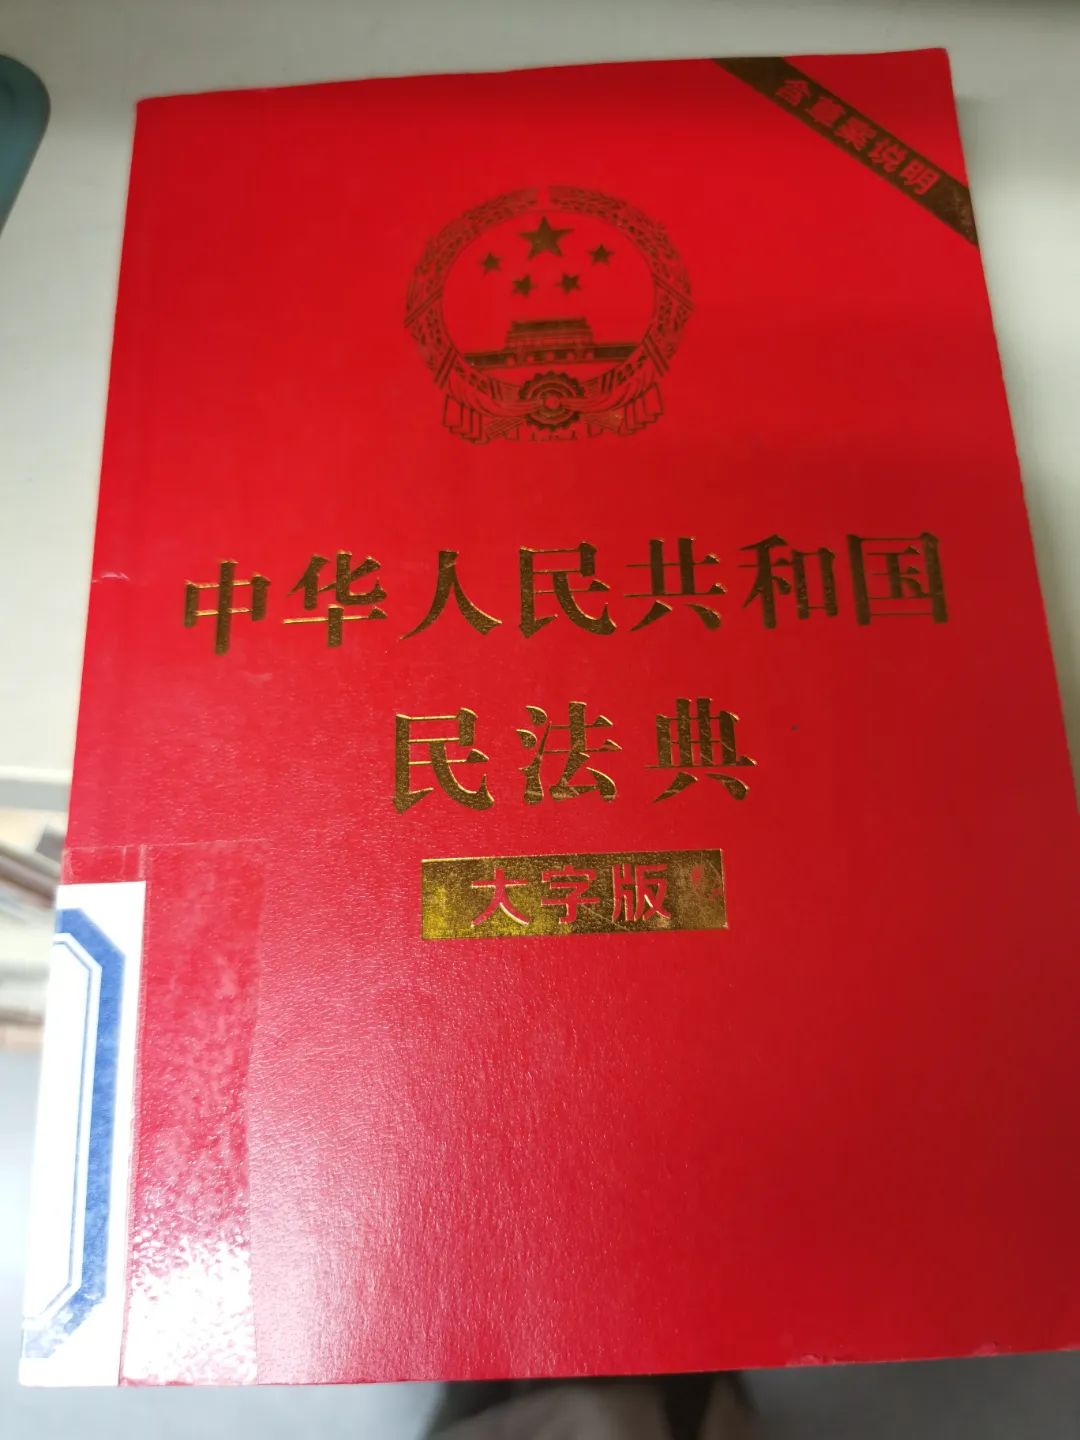 含草案说明
中华人民共和国
民法典
大字版